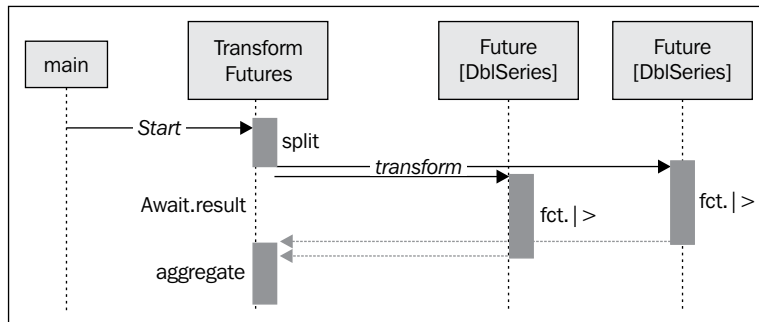 main
Transform
Futures
Future
[DblSeries]
Future
[DblSeries]
Start
split
transform
Await.result
fct.|>
fct.|>
aggregate